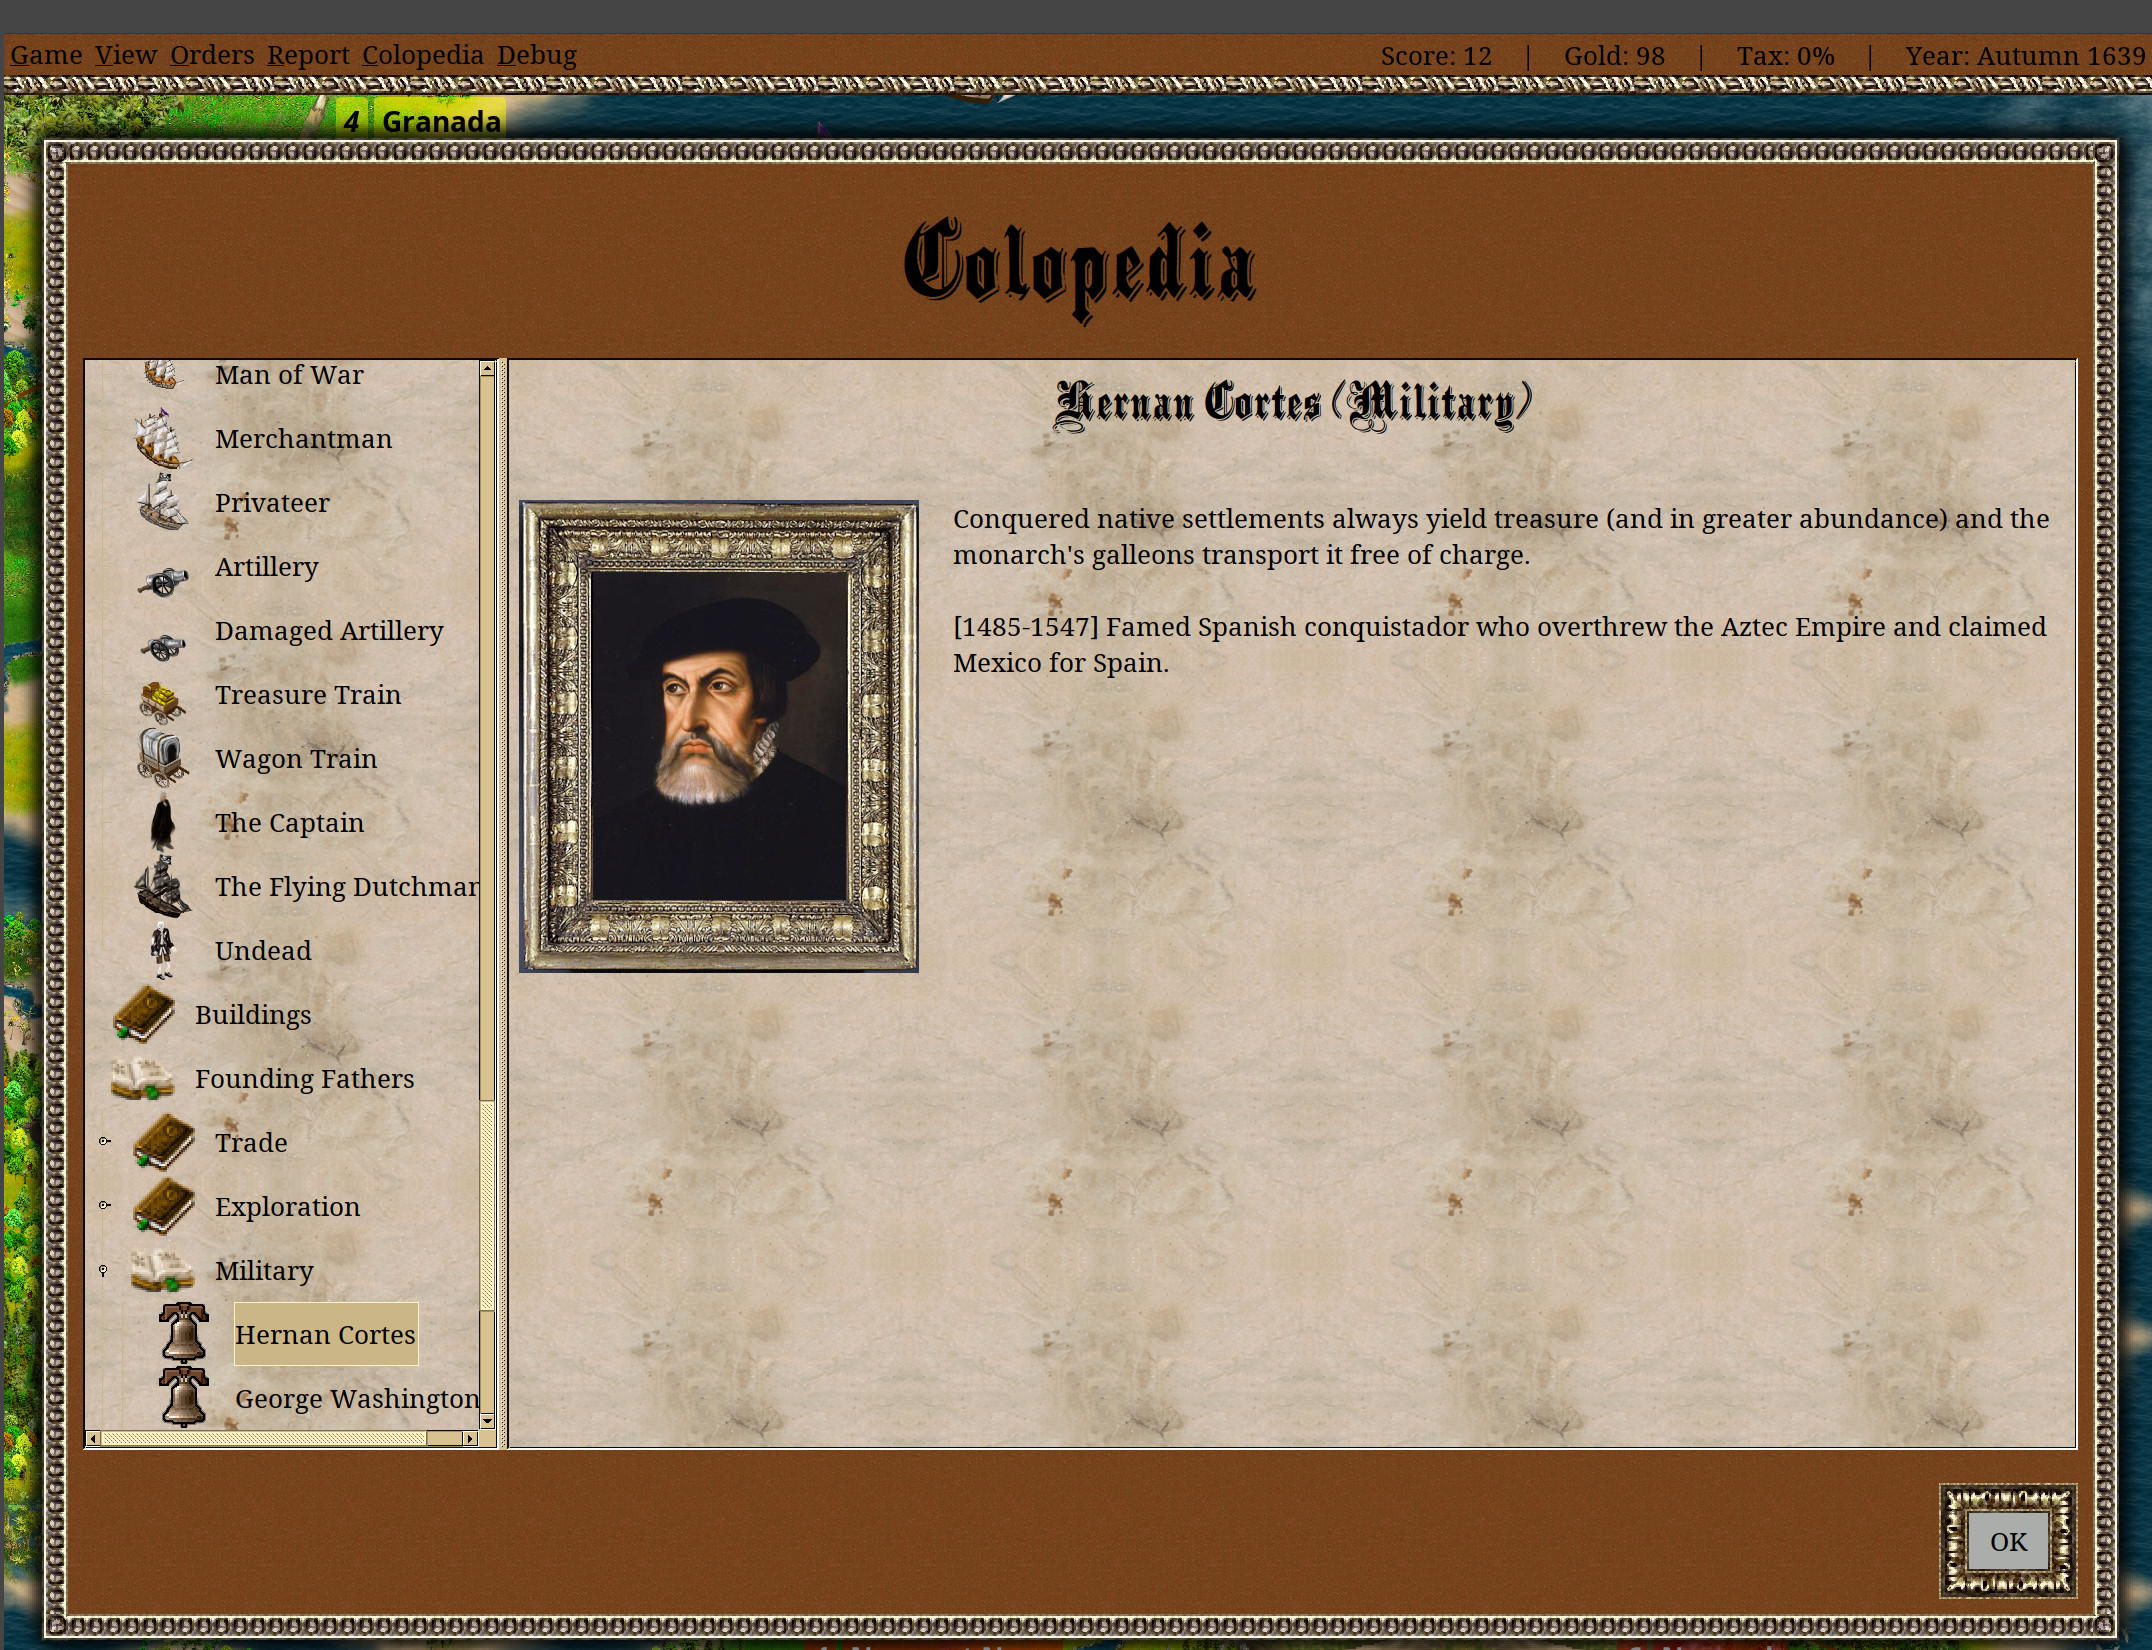 Game View Orders Report Colopedia Debug
Score: 12 | Gold: 98 | Tax: 0% | Year: Autumn 1639
4 Granada
Colopedia
Man of War
Merchantman
Privateer
Artillery
Damaged Artillery
Treasure Train
Wagon Train
The Captain
The Flying Dutchman
Undead
Buildings
Founding Fathers
Trade
Exploration
Military
Hernan Cortes
George Washington
Hernan Cortes (Military)
Conquered native settlements always yield treasure (and in greater abundance) and the
monarch's galleons transport it free of charge.
[1485-1547] Famed Spanish conquistador who overthrew the Aztec Empire and claimed
Mexico for Spain.
OK